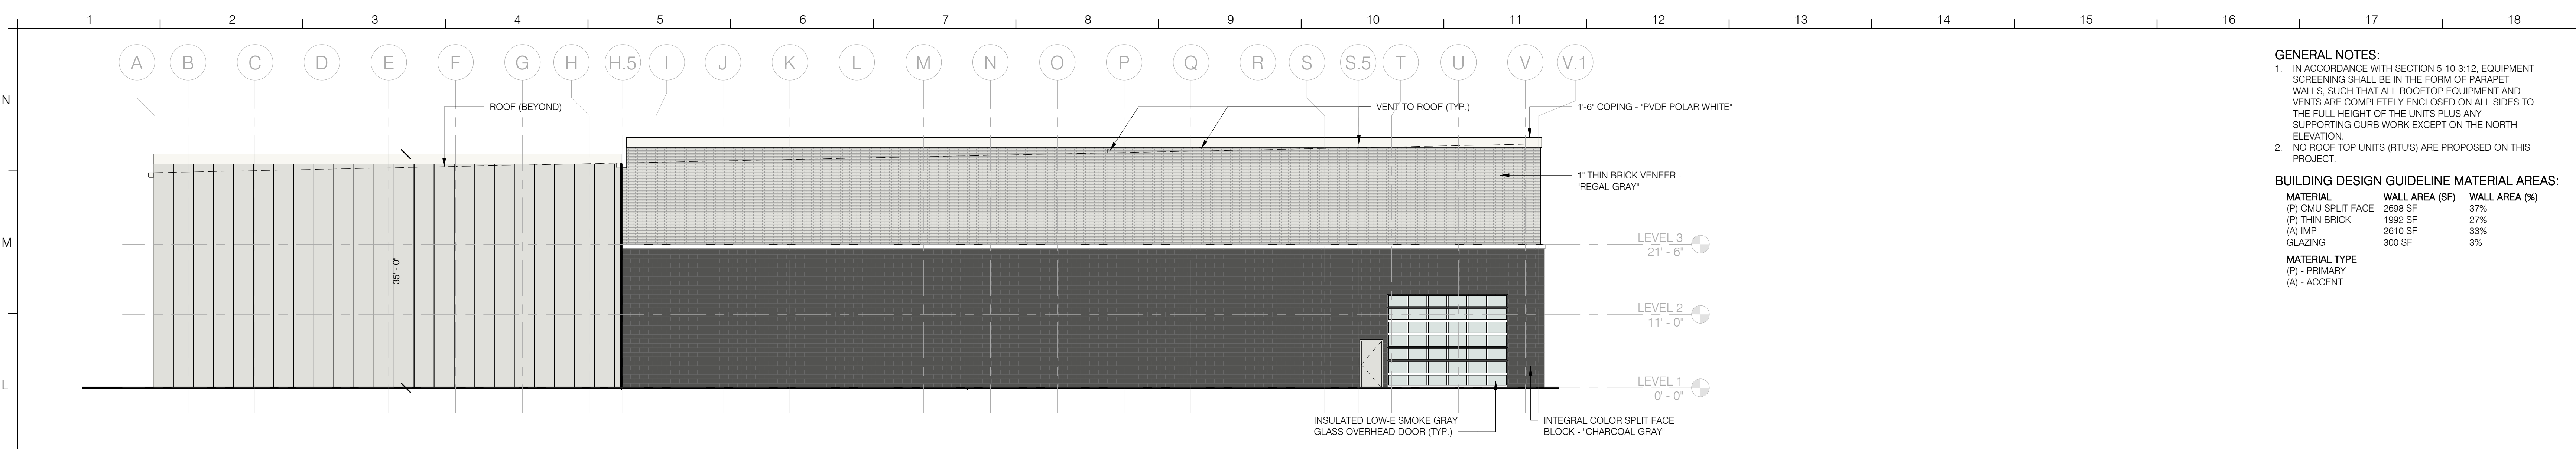 1 2 3 4 5 6 7 8 9 10 11 12 13 14 15 16 17 18
A B C D E F G H H.5 I J K L M N O P Q R S S.5 T U V V.1
N
M
L
ROOF (BEYOND)
VENT TO ROOF (TYP.)
1'-6" COPING - "PVDF POLAR WHITE"
1" THIN BRICK VENEER -
"REGAL GRAY"
35' - 0"
LEVEL 3
21' - 6"
LEVEL 2
11' - 0"
LEVEL 1
0' - 0"
INSULATED LOW-E SMOKE GRAY
GLASS OVERHEAD DOOR (TYP.)
INTEGRAL COLOR SPLIT FACE
BLOCK - "CHARCOAL GRAY"
GENERAL NOTES:
1. IN ACCORDANCE WITH SECTION 5-10-3:12, EQUIPMENT
SCREENING SHALL BE IN THE FORM OF PARAPET
WALLS, SUCH THAT ALL ROOFTOP EQUIPMENT AND
VENTS ARE COMPLETELY ENCLOSED ON ALL SIDES TO
THE FULL HEIGHT OF THE UNITS PLUS ANY
SUPPORTING CURB WORK EXCEPT ON THE NORTH
ELEVATION.
2. NO ROOF TOP UNITS (RTU'S) ARE PROPOSED ON THIS
PROJECT.
BUILDING DESIGN GUIDELINE MATERIAL AREAS:
MATERIAL WALL AREA (SF) WALL AREA (%)
(P) CMU SPLIT FACE 2698 SF 37%
(P) THIN BRICK 1992 SF 27%
(A) IMP 2610 SF 33%
GLAZING 300 SF 3%
MATERIAL TYPE
(P) - PRIMARY
(A) - ACCENT